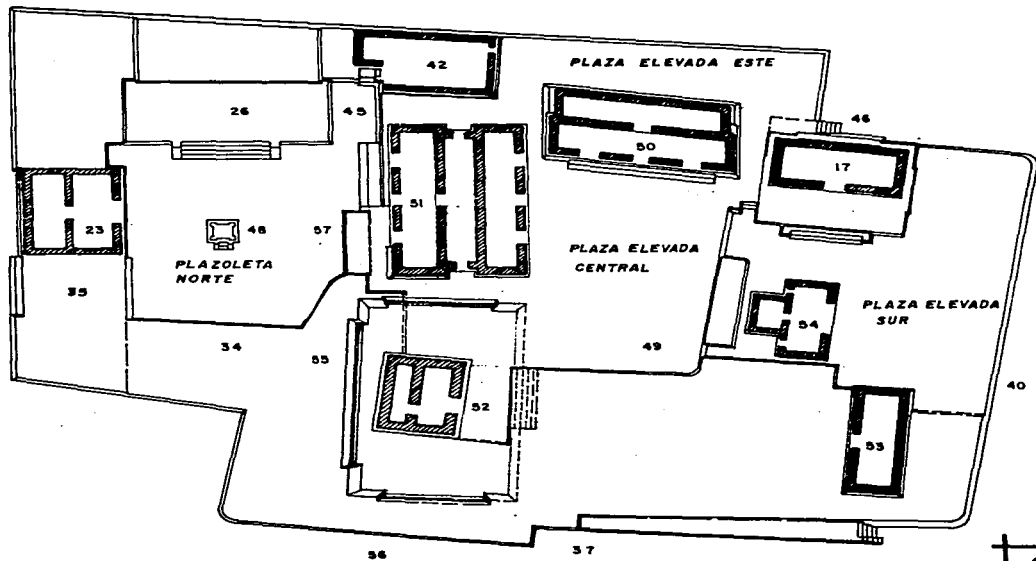 42
PLAZA ELEVADA ESTE
26
45
46
50
17
51
23
48
57
PLAZOLETA
NORTE
PLAZA ELEVADA
CENTRAL
35
PLAZA ELEVADA
SUR
54
34
55
49
40
52
53
56
37